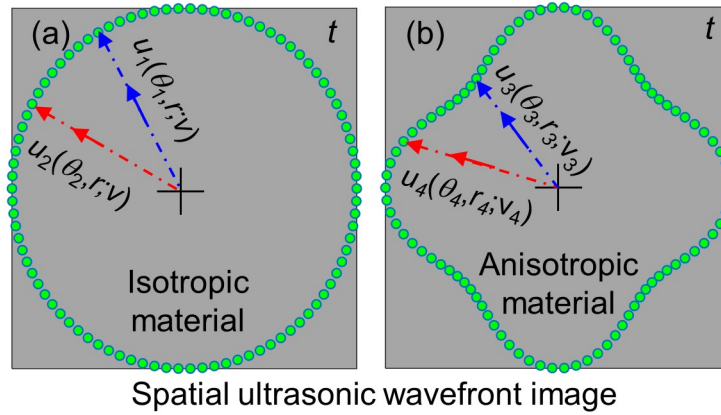 (a)
t
u1(θ1,r;v)
u2(θ2,r;v)
Isotropic
material
(b)
t
u3(θ3,r3;v3)
u4(θ4,r4;v4)
Anisotropic
material
Spatial ultrasonic wavefront image